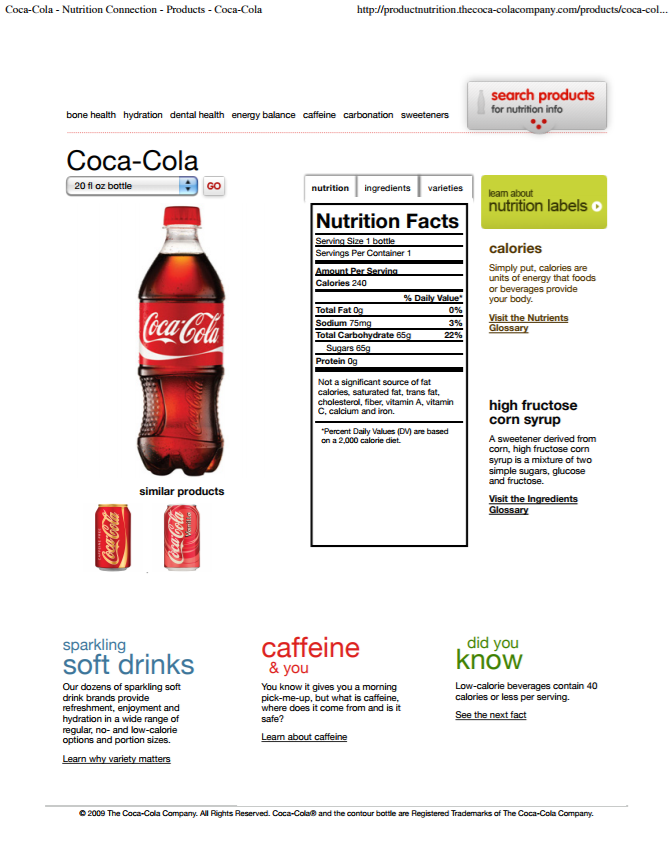 Coca-Cola - Nutrition Connection - Products - Coca-Cola
http://productnutrition.thecoca-colacompany.com/products/coca-col...
search products
for nutrition info
bone health hydration dental health energy balance caffeine carbonation sweeteners
Coca-Cola
20 fl oz bottle
GO
Coca-Cola
similar products
Coca-Cola
Coca-Cola
nutrition
ingredients
varieties
Nutrition Facts
Serving Size 1 bottle
Servings Per Container 1
Amount Per Serving
Calories 240
% Daily Value*
Total Fat 0g 0%
Sodium 75mg 3%
Total Carbohydrate 65g 22%
Sugars 65g
Protein 0g
Not a significant source of fat
calories, saturated fat, trans fat,
cholesterol, fiber, vitamin A, vitamin
C, calcium and iron.
*Percent Daily Values (DV) are based
on a 2,000 calorie diet.
learn about
nutrition labels
calories
Simply put, calories are
units of energy that foods
or beverages provide
your body.
Visit the Nutrients
Glossary
high fructose
corn syrup
A sweetener derived from
corn, high fructose corn
syrup is a mixture of two
simple sugars, glucose
and fructose.
Visit the Ingredients
Glossary
sparkling
soft drinks
Our dozens of sparkling soft
drink brands provide
refreshment, enjoyment and
hydration in a wide range of
regular, no- and low-calorie
options and portion sizes.
Learn why variety matters
caffeine
& you
You know it gives you a morning
pick-me-up, but what is caffeine,
where does it come from and is it
safe?
Learn about caffeine
did you
know
Low-calorie beverages contain 40
calories or less per serving.
See the next fact
© 2009 The Coca-Cola Company. All Rights Reserved. Coca-Cola® and the contour bottle are Registered Trademarks of The Coca-Cola Company.